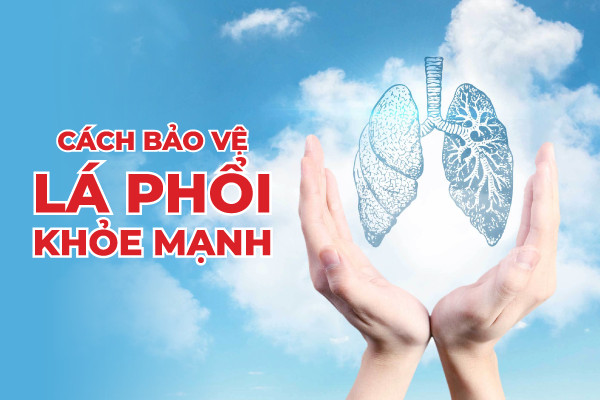 CÁCH BẢO VỆ
LÁ PHỔI
KHỎE MẠNH